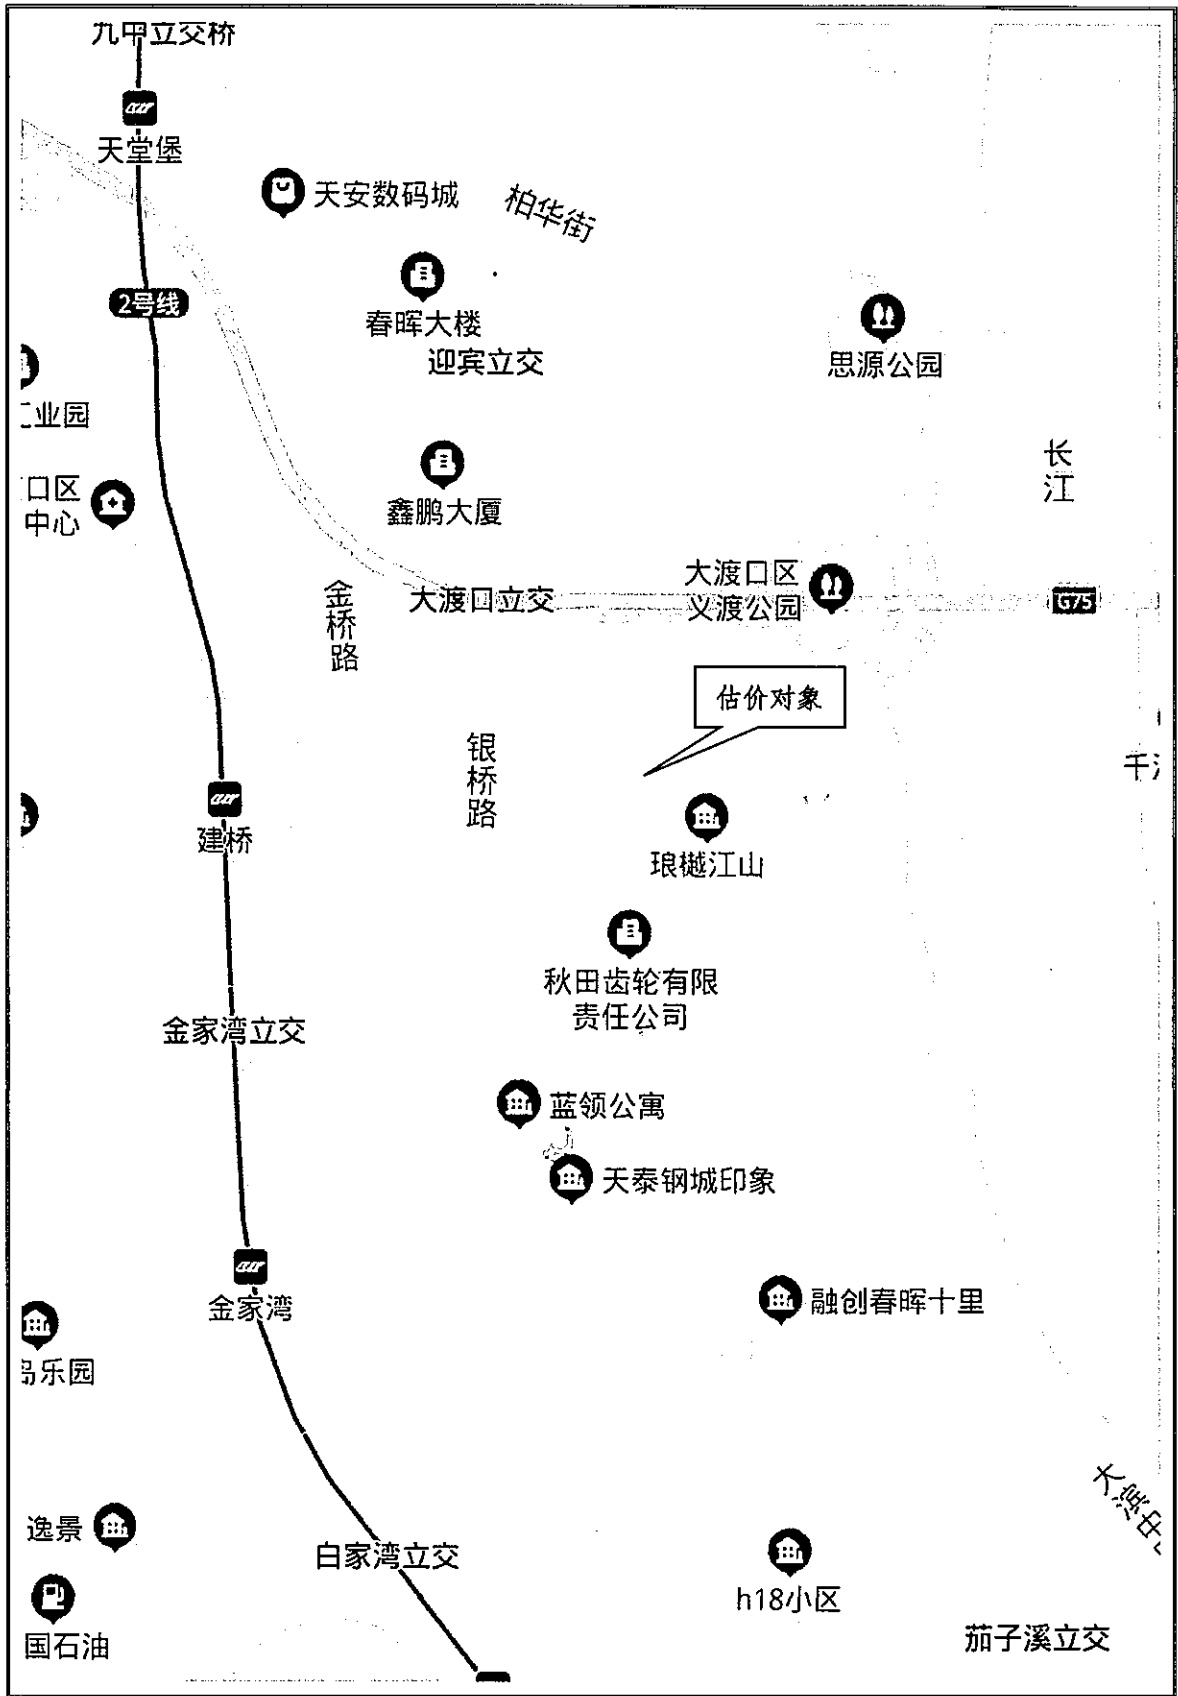 九甲立交桥
天堂堡
天安数码城
柏华街
2号线
春晖大楼
迎宾立交
思源公园
业园
长江
口区
中心
鑫鹏大厦
金桥路
大渡口立交
大渡口区
义渡公园
G75
估价对象
银桥路
千
建桥
琅樾江山
秋田齿轮有限
责任公司
金家湾立交
蓝领公寓
天泰钢城印象
金家湾
融创春晖十里
岛乐园
大滨
逸景
白家湾立交
h18小区
国石油
茄子溪立交